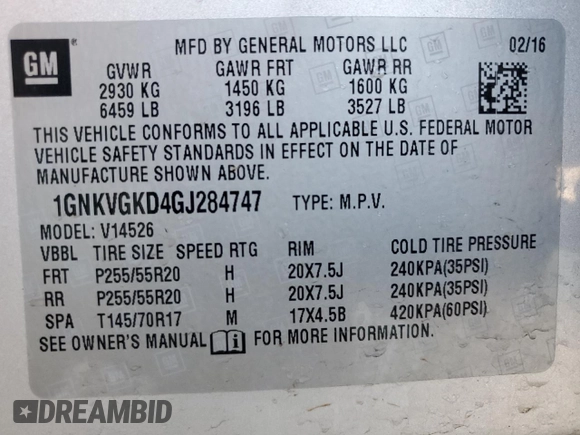 GM
MFD BY GENERAL MOTORS LLC 02/16
GVWR GAWR FRT GAWR RR
2930 KG 1450 KG 1600 KG
6459 LB 3196 LB 3527 LB
THIS VEHICLE CONFORMS TO ALL APPLICABLE U.S. FEDERAL MOTOR
VEHICLE SAFETY STANDARDS IN EFFECT ON THE DATE OF
MANUFACTURE SHOWN ABOVE.
1GNKVGKD4GJ284747 TYPE: M.P.V.
MODEL: V14526
VBBL TIRE SIZE SPEED RTG RIM COLD TIRE PRESSURE
FRT P255/55R20 H 20X7.5J 240KPA(35PSI)
RR P255/55R20 H 20X7.5J 240KPA(35PSI)
SPA T145/70R17 M 17X4.5B 420KPA(60PSI)
SEE OWNER'S MANUAL FOR MORE INFORMATION.
DREAMBID